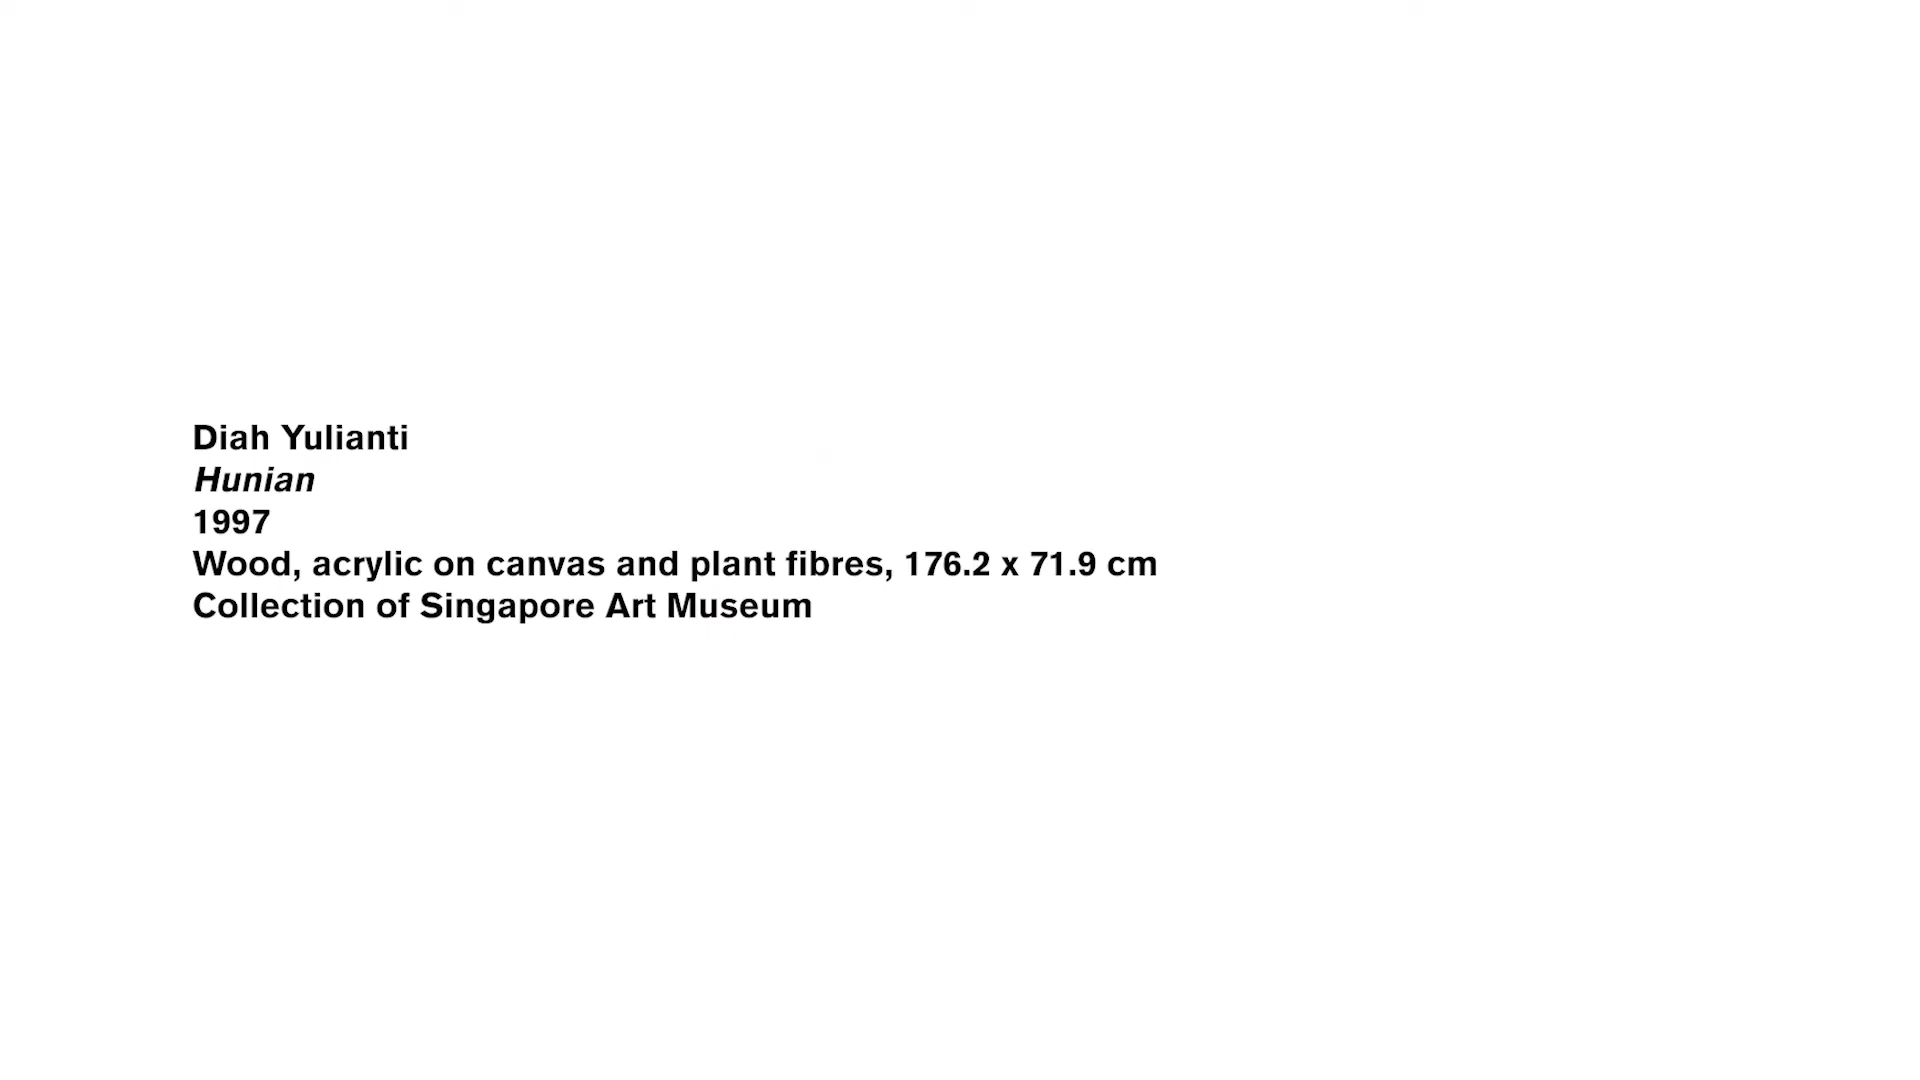 Diah Yulianti
Hunian
1997
Wood, acrylic on canvas and plant fibres, 176.2 x 71.9 cm
Collection of Singapore Art Museum